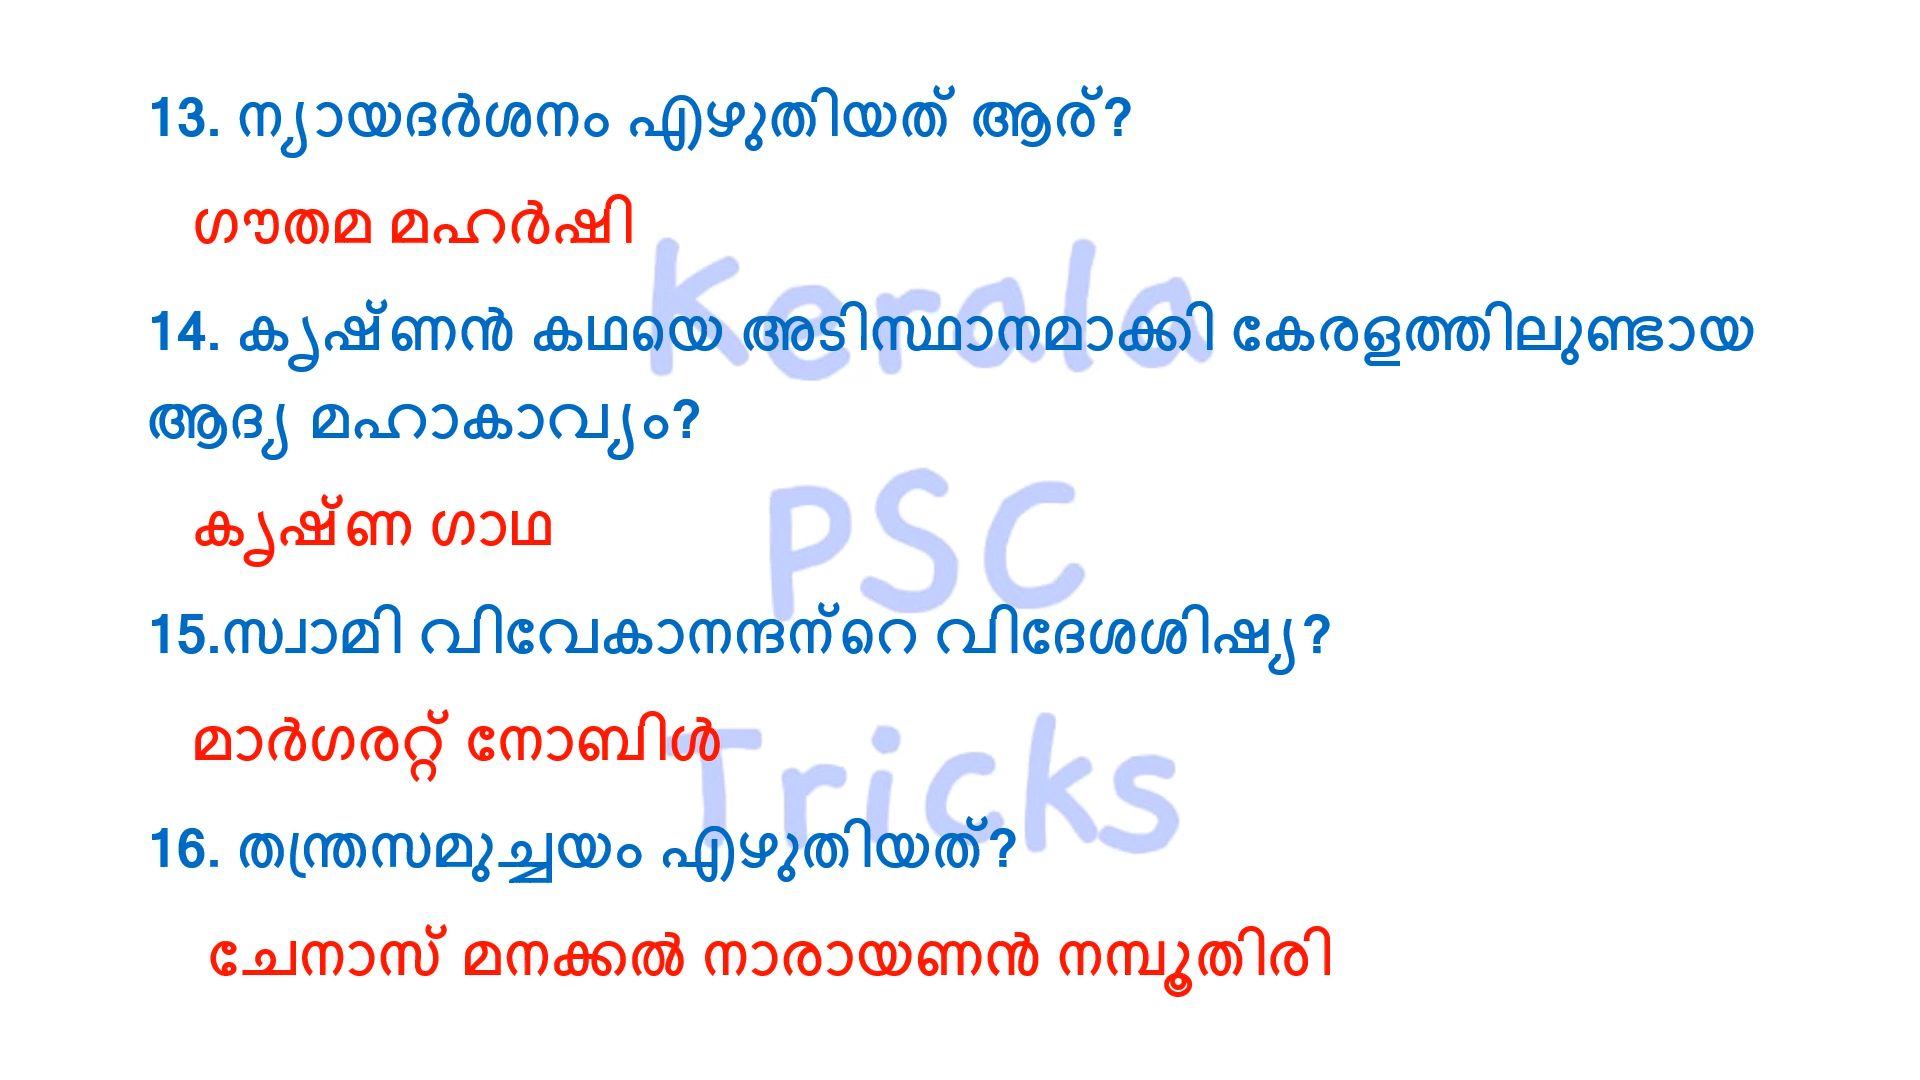 13. ന്യായദർശനം എഴുതിയത് ആര്?
ഗൗതമ മഹർഷി
14. കൃഷ്ണൻ കഥയെ അടിസ്ഥാനമാക്കി കേരളത്തിലുണ്ടായ
ആദ്യ മഹാകാവ്യം?
കൃഷ്ണ ഗാഥ
15.സ്വാമി വിവേകാനന്ദന്റെ വിദേശശിഷ്യ?
മാർഗരറ്റ് നോബിൾ
16. തന്ത്രസമുച്ചയം എഴുതിയത്?
ചേനാസ് മനക്കൽ നാരായണൻ നമ്പൂതിരി
Kerala
PSC
Tricks